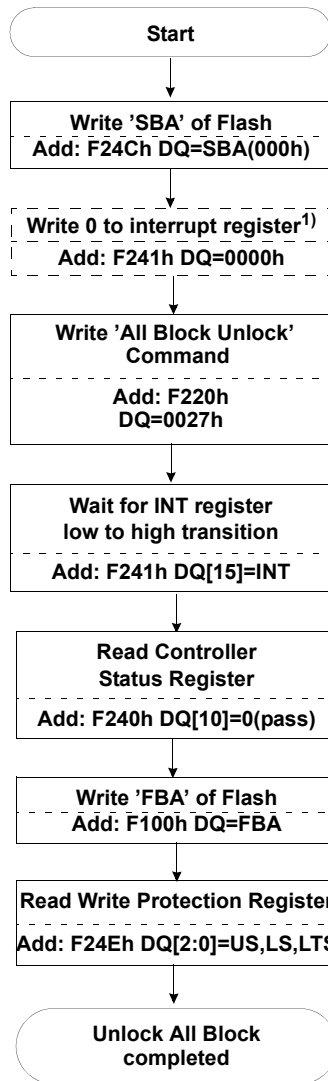 Start
Write ’SBA’ of Flash
Add: F24Ch DQ=SBA(000h)
Write 0 to interrupt register1)
Add: F241h DQ=0000h
Write ’All Block Unlock’
Command
Add: F220h
DQ=0027h
Wait for INT register
low to high transition
Add: F241h DQ[15]=INT
Read Controller
Status Register
Add: F240h DQ[10]=0(pass)
Write ’FBA’ of Flash
Add: F100h DQ=FBA
Read Write Protection Register
Add: F24Eh DQ[2:0]=US,LS,LTS
Unlock All Block
completed